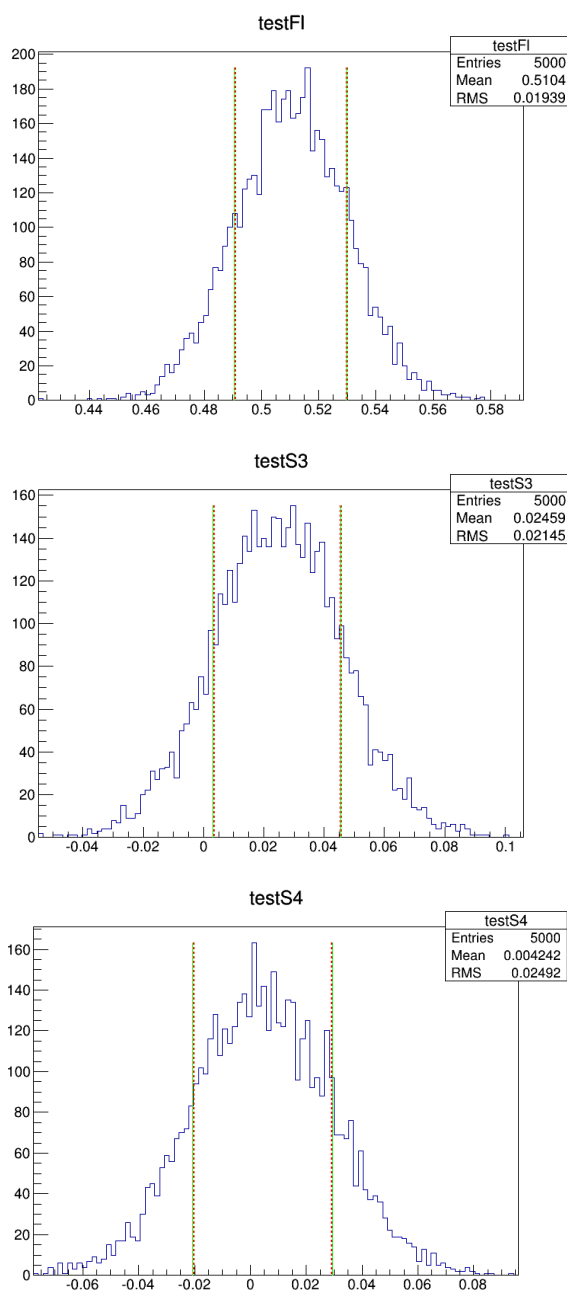 testFl
testFl
Entries 5000
Mean 0.5104
RMS 0.01939
200
180
160
140
120
100
80
60
40
20
0
0.44 0.46 0.48 0.5 0.52 0.54 0.56 0.58
testS3
testS3
Entries 5000
Mean 0.02459
RMS 0.02145
160
140
120
100
80
60
40
20
0
-0.04 -0.02 0 0.02 0.04 0.06 0.08 0.1
testS4
testS4
Entries 5000
Mean 0.004242
RMS 0.02492
160
140
120
100
80
60
40
20
0
-0.06 -0.04 -0.02 0 0.02 0.04 0.06 0.08